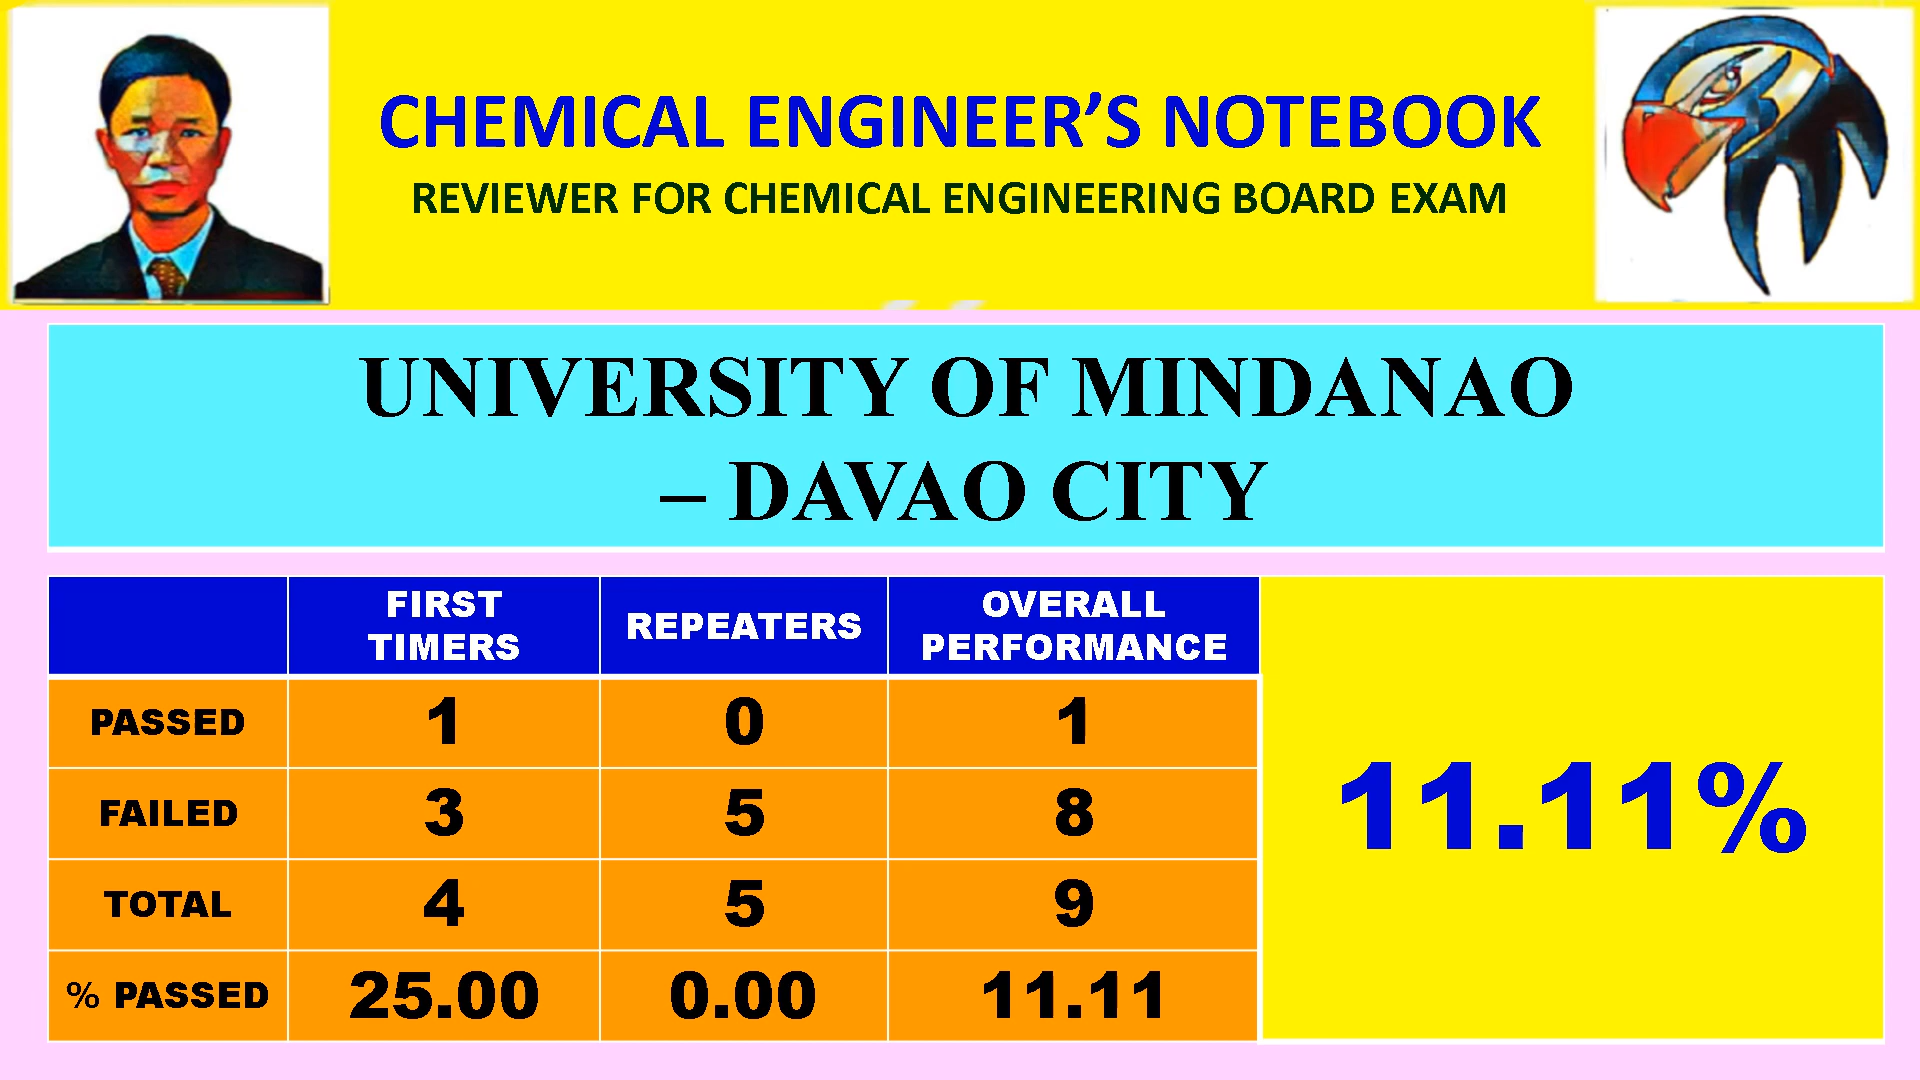 CHEMICAL ENGINEER’S NOTEBOOK
REVIEWER FOR CHEMICAL ENGINEERING BOARD EXAM
UNIVERSITY OF MINDANAO
– DAVAO CITY
FIRST TIMERS REPEATERS OVERALL PERFORMANCE
PASSED 1 0 1
FAILED 3 5 8
TOTAL 4 5 9
% PASSED 25.00 0.00 11.11
11.11%